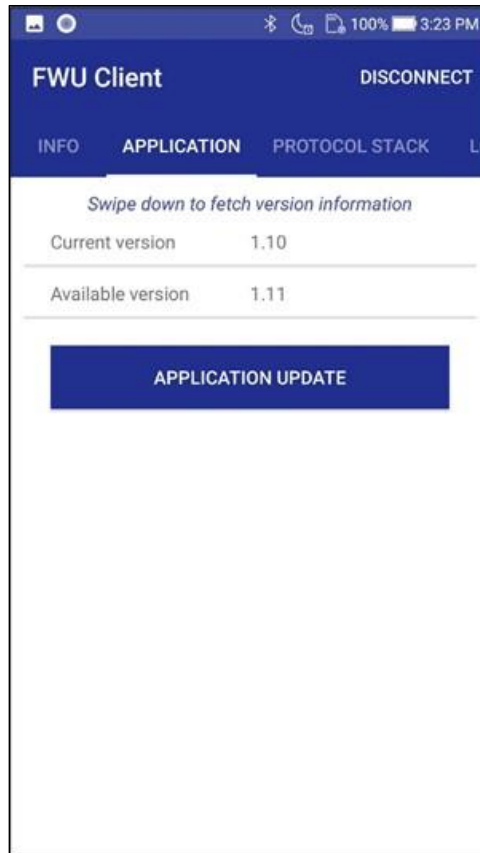 100% 3:23 PM
FWU Client DISCONNECT
INFO APPLICATION PROTOCOL STACK L
Swipe down to fetch version information
Current version 1.10
Available version 1.11
APPLICATION UPDATE